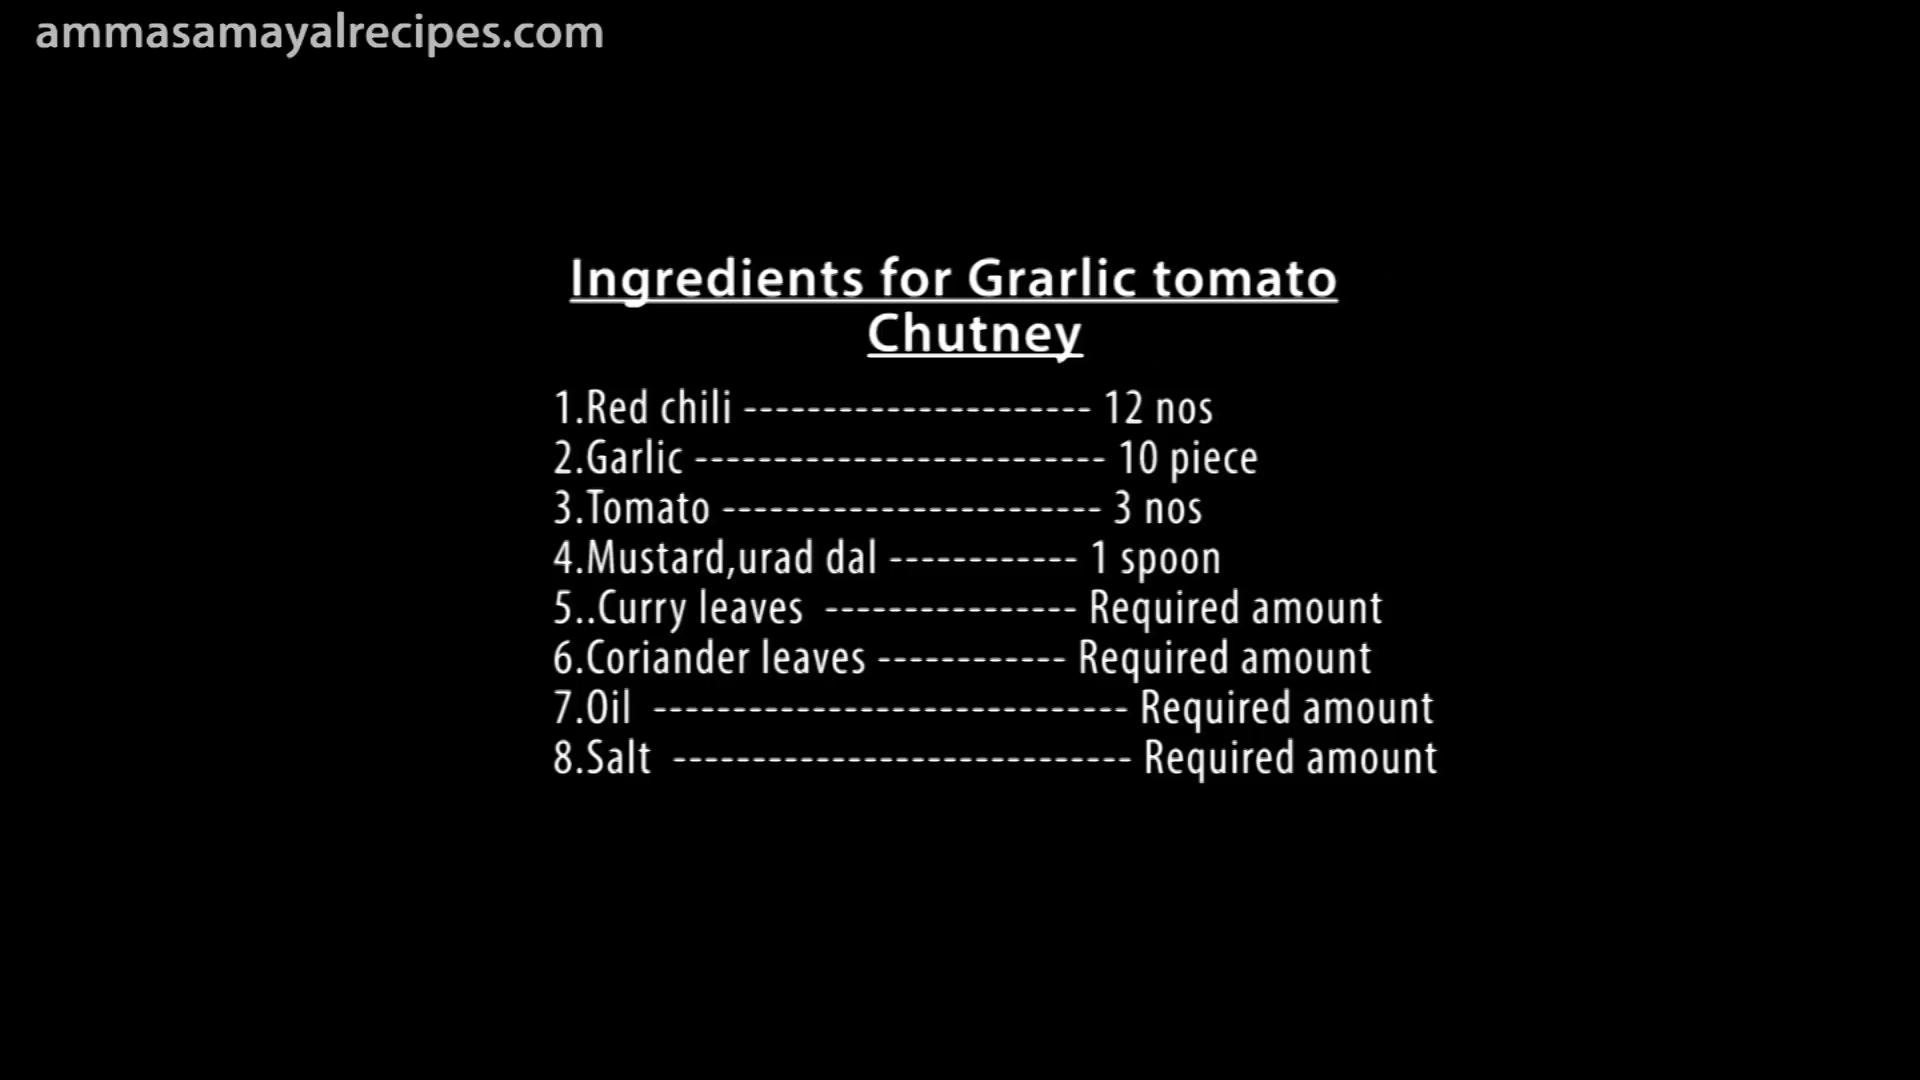 ammasamayalrecipes.com
Ingredients for Grarlic tomato
Chutney
1.Red chili ---------------------- 12 nos
2.Garlic -------------------------- 10 piece
3.Tomato ------------------------ 3 nos
4.Mustard,urad dal ------------ 1 spoon
5..Curry leaves ---------------- Required amount
6.Coriander leaves ------------ Required amount
7.Oil ------------------------------ Required amount
8.Salt ----------------------------- Required amount